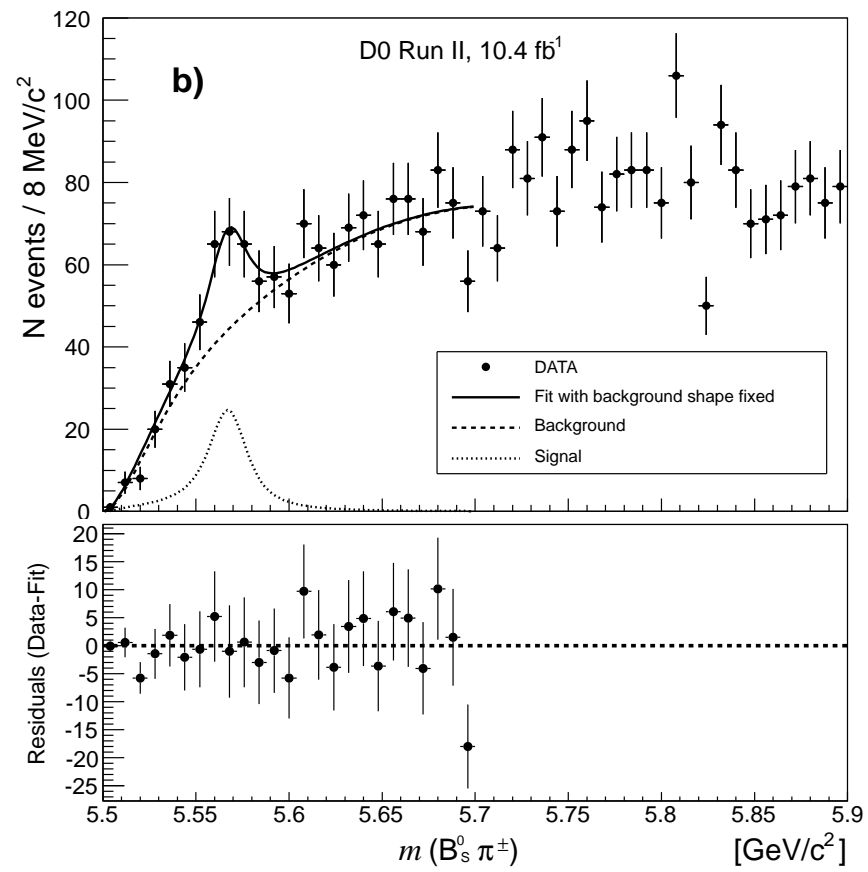 D0 Run II, 10.4 fb-1
b)
N events / 8 MeV/c2
120
100
80
60
40
20
0
DATA
Fit with background shape fixed
Background
Signal
Residuals (Data-Fit)
20
15
10
5
0
-5
-10
-15
-20
-25
5.5 5.55 5.6 5.65 5.7 5.75 5.8 5.85 5.9
m (B0s π±) [GeV/c2]